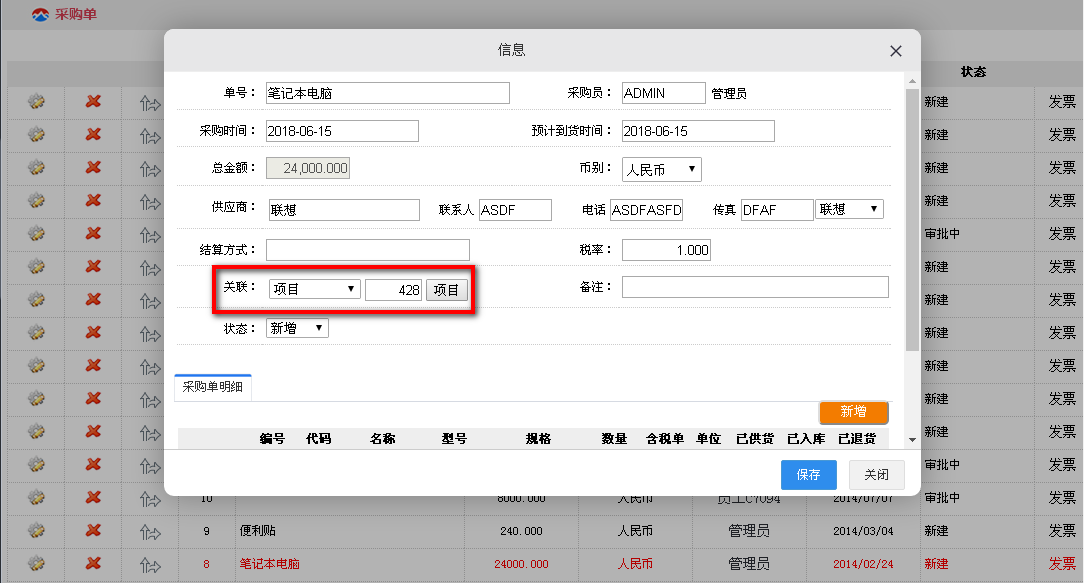 采购单
信息
状态
单号： 笔记本电脑 采购员： ADMIN 管理员
采购时间： 2018-06-15 预计到货时间： 2018-06-15
总金额： 24,000.000 币别： 人民币
供应商： 联想 联系人 ASDF 电话 ASDFASFD 传真 DFAF 联想
结算方式： 税率： 1.000
关联： 项目 428 项目 备注：
状态： 新增
采购单明细
新增
编号 代码 名称 型号 规格 数量 含税单 单位 已供货 已入库 已退货
保存 关闭
新建 发票
新建 发票
新建 发票
新建 发票
审批中 发票
新建 发票
新建 发票
新建 发票
新建 发票
新建 发票
新建 发票
审批中 发票
10 8000.000 人民币 员工C7094 2014/07/07 审批中 发票
9 便利贴 240.000 人民币 管理员 2014/03/04 新建 发票
8 笔记本电脑 24000.000 人民币 管理员 2014/02/24 新建 发票